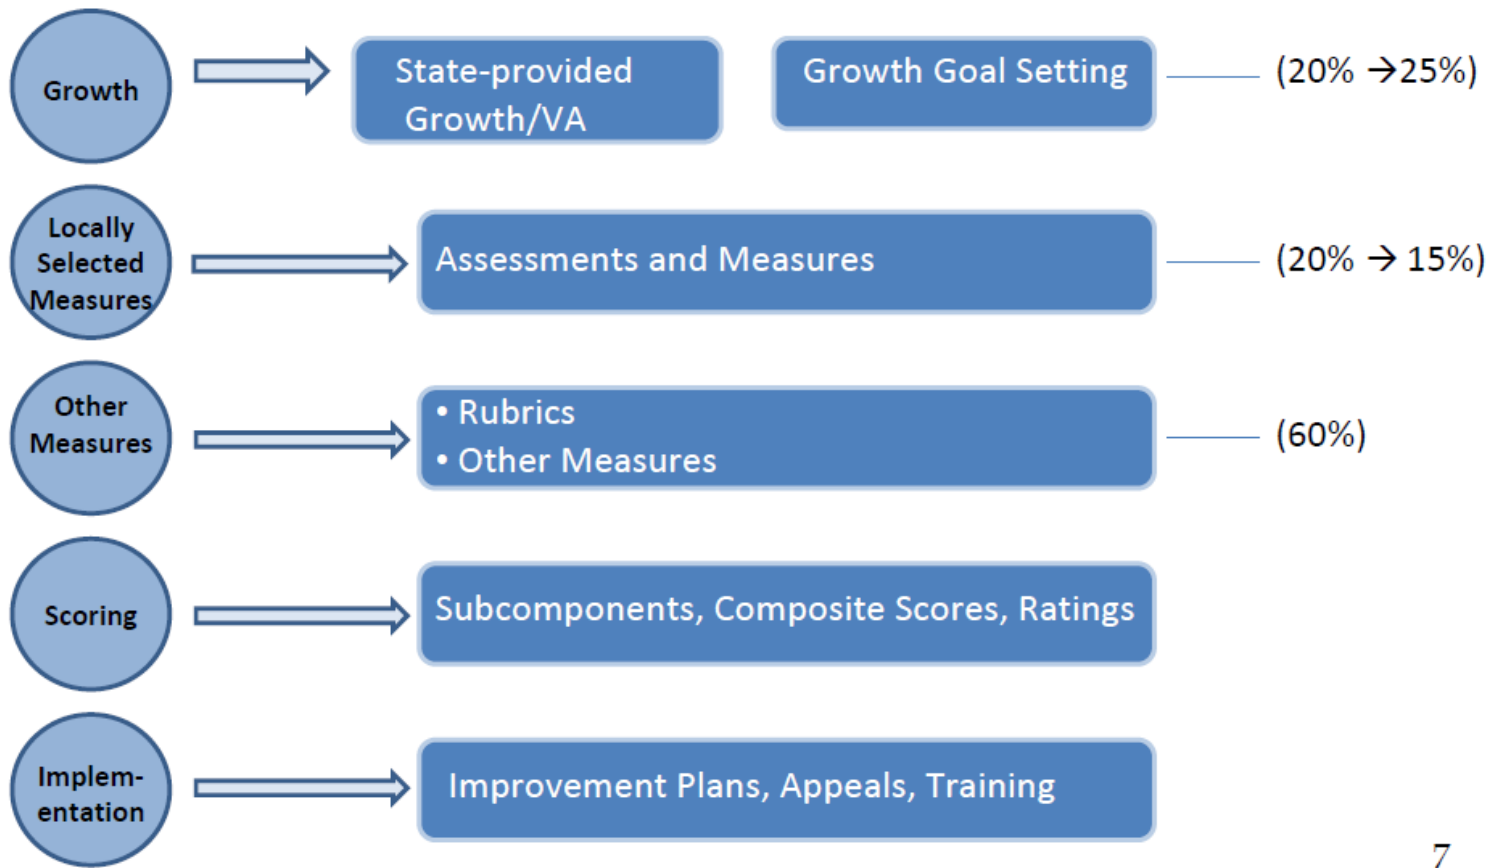 Growth
State-provided
Growth/VA
Growth Goal Setting
(20% →25%)
Locally
Selected
Measures
Assessments and Measures
(20% → 15%)
Other
Measures
• Rubrics
• Other Measures
(60%)
Scoring
Subcomponents, Composite Scores, Ratings
Implem-
entation
Improvement Plans, Appeals, Training
7